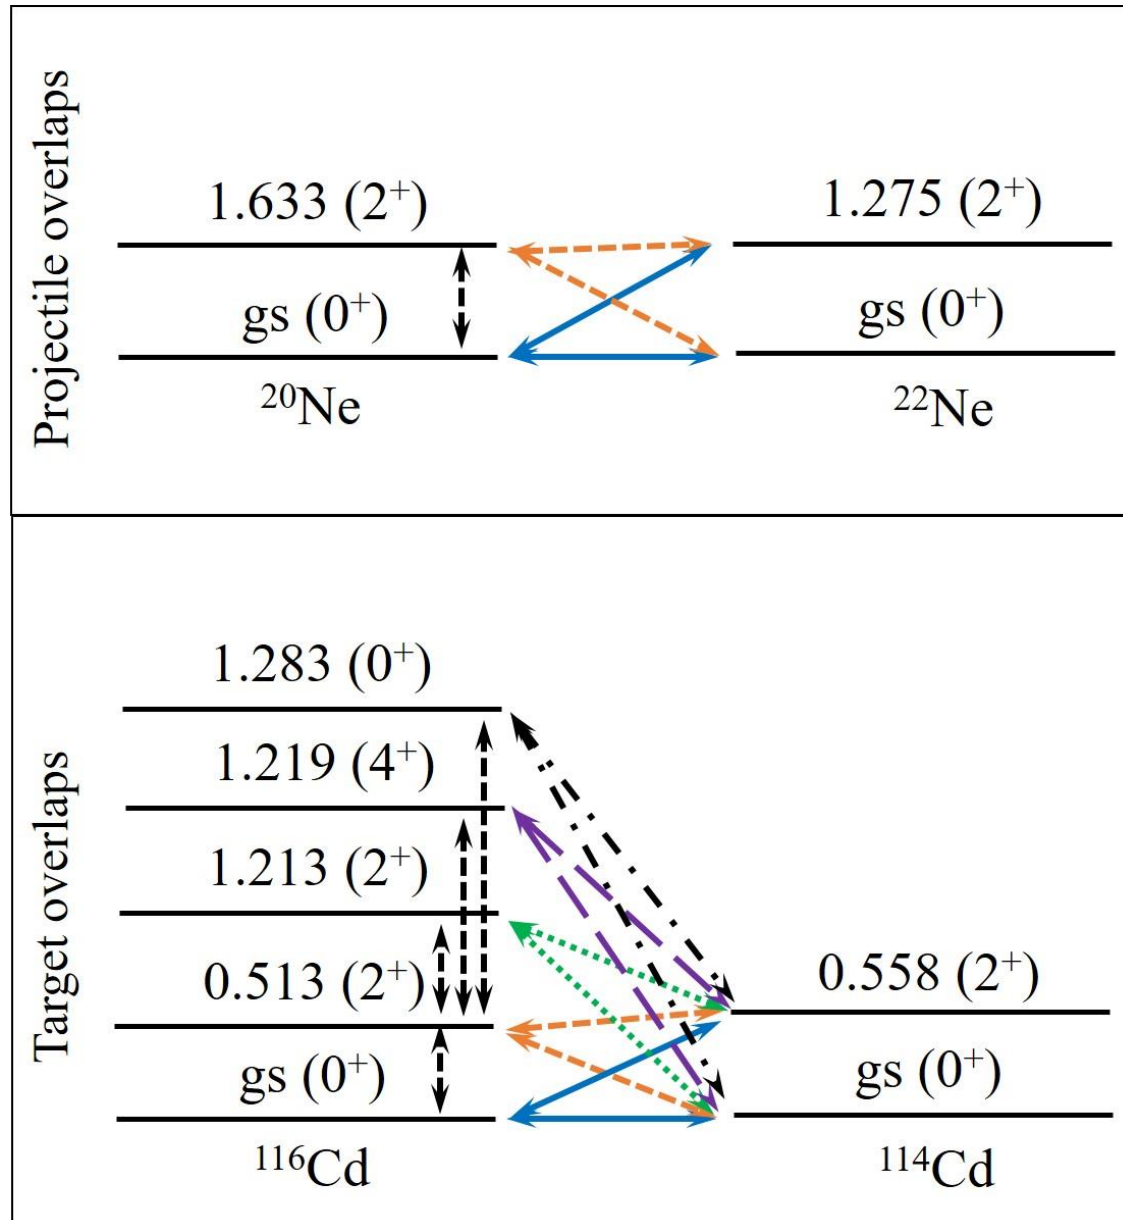 Projectile overlaps
1.633 (2⁺)
1.275 (2⁺)
gs (0⁺)
gs (0⁺)
²⁰Ne
²²Ne
Target overlaps
1.283 (0⁺)
1.219 (4⁺)
1.213 (2⁺)
0.513 (2⁺)
0.558 (2⁺)
gs (0⁺)
gs (0⁺)
¹¹⁶Cd
¹¹⁴Cd